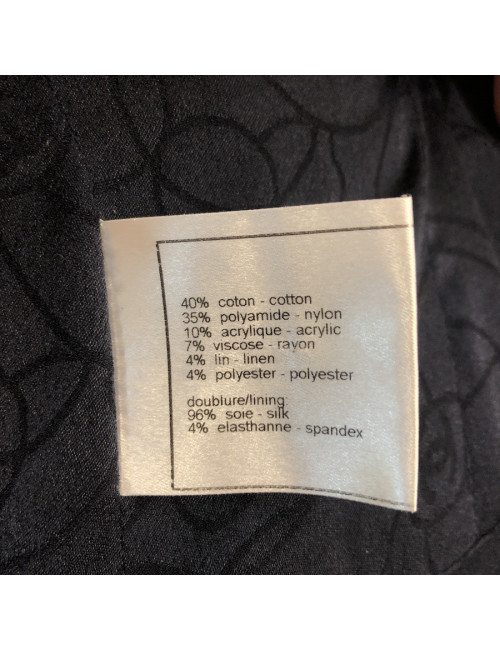 40% coton - cotton
35% polyamide - nylon
10% acrylique - acrylic
7% viscose - rayon
4% lin - linen
4% polyester - polyester
doublure/lining:
96% soie - silk
4% elasthanne - spandex